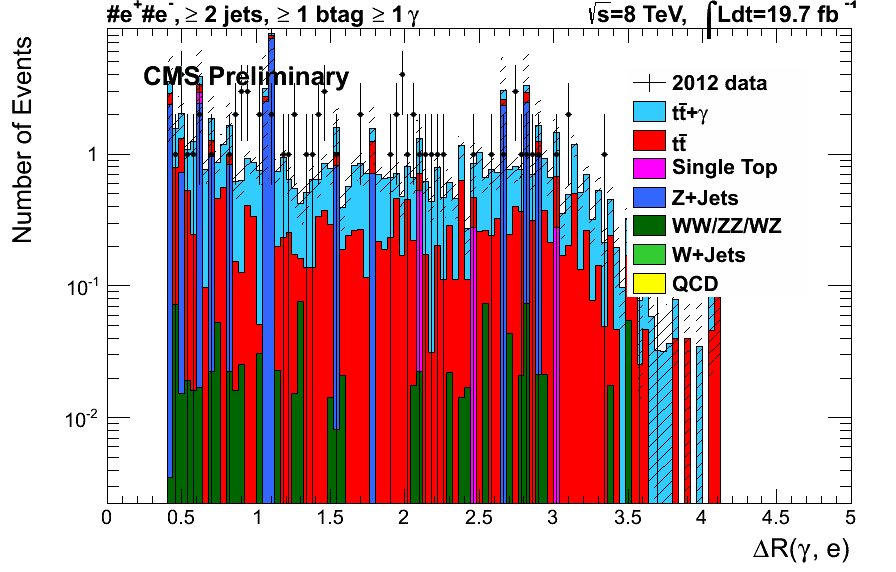 #e⁺#e⁻, ≥ 2 jets, ≥ 1 btag ≥ 1 γ √s=8 TeV, ∫Ldt=19.7 fb⁻¹
CMS Preliminary
2012 data
tt̄+γ
tt̄
Single Top
Z+Jets
WW/ZZ/WZ
W+Jets
QCD
Number of Events
1
10⁻¹
10⁻²
0 0.5 1 1.5 2 2.5 3 3.5 4 4.5 5
ΔR(γ, e)